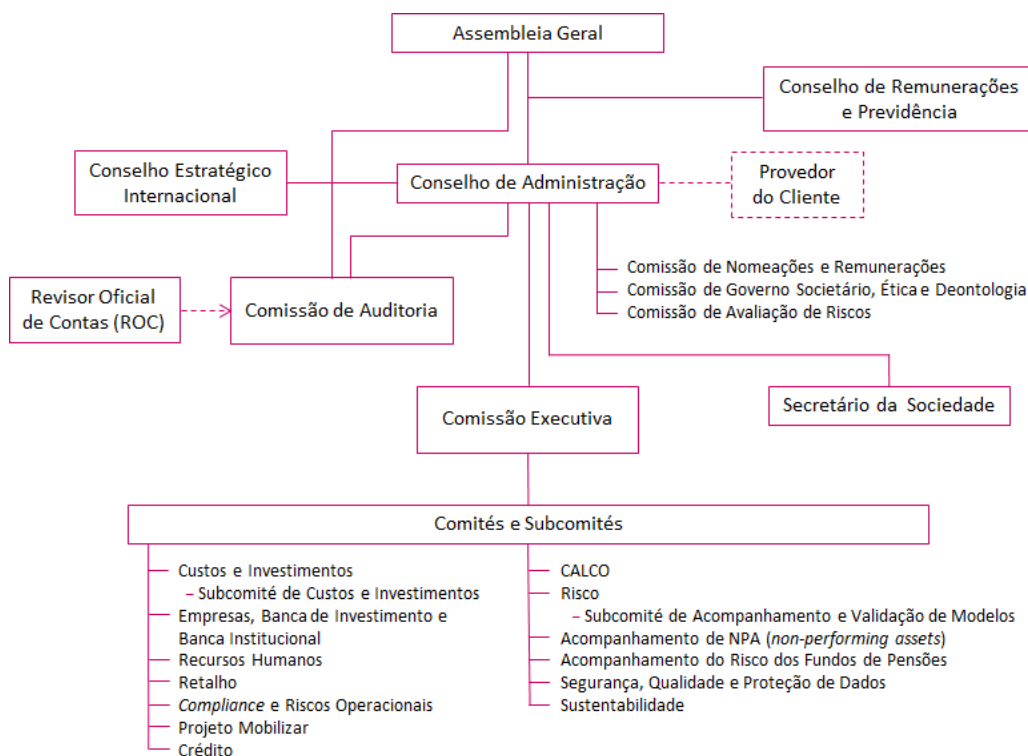 Assembleia Geral
Conselho de Remunerações
e Previdência
Conselho Estratégico
Internacional
Conselho de Administração
Provedor
do Cliente
Comissão de Nomeações e Remunerações
Comissão de Governo Societário, Ética e Deontologia
Comissão de Avaliação de Riscos
Revisor Oficial
de Contas (ROC)
Comissão de Auditoria
Comissão Executiva
Secretário da Sociedade
Comités e Subcomités
Custos e Investimentos
– Subcomité de Custos e Investimentos
Empresas, Banca de Investimento e
Banca Institucional
Recursos Humanos
Retalho
Compliance e Riscos Operacionais
Projeto Mobilizar
Crédito
CALCO
Risco
– Subcomité de Acompanhamento e Validação de Modelos
Acompanhamento de NPA (non-performing assets)
Acompanhamento do Risco dos Fundos de Pensões
Segurança, Qualidade e Proteção de Dados
Sustentabilidade